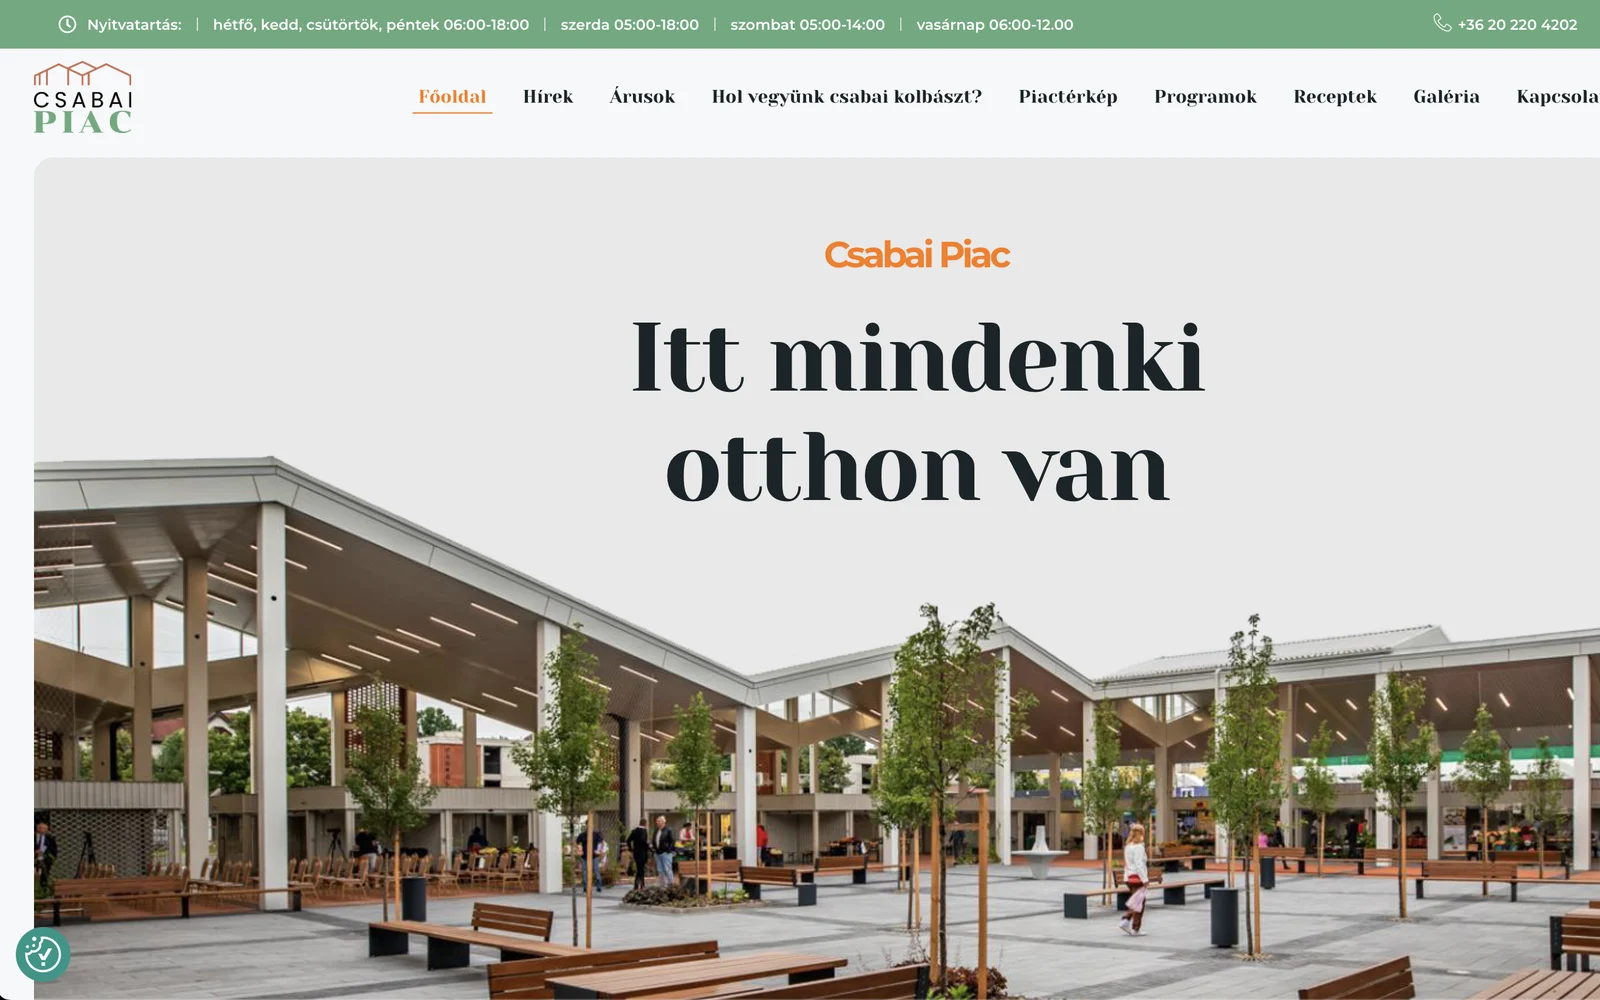 Nyitvatartás: | hétfő, kedd, csütörtök, péntek 06:00-18:00 | szerda 05:00-18:00 | szombat 05:00-14:00 | vasárnap 06:00-12.00 +36 20 220 4202
CSABAI
PIAC
Főoldal Hírek Árusok Hol vegyünk csabai kolbászt? Piactérkép Programok Receptek Galéria Kapcsola
Csabai Piac
Itt mindenki
otthon van